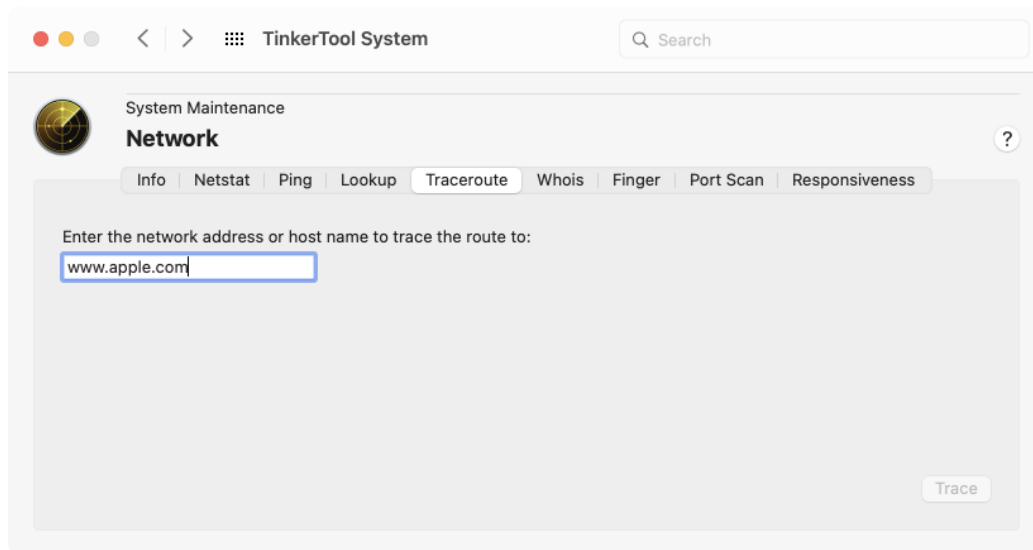 TinkerTool System
Search
System Maintenance
Network
?
Info Netstat Ping Lookup Traceroute Whois Finger Port Scan Responsiveness
Enter the network address or host name to trace the route to:
www.apple.com
Trace